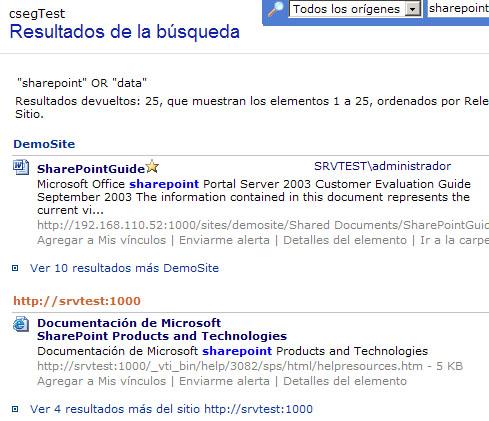 csegTest
Todos los orígenes
sharepoint
Resultados de la búsqueda
"sharepoint" OR "data"
Resultados devueltos: 25, que muestran los elementos 1 a 25, ordenados por Rele
Sitio.
DemoSite
SharePointGuide
SRVTEST\administrador
Microsoft Office sharepoint Portal Server 2003 Customer Evaluation Guide
September 2003 The information contained in this document represents the
current vi...
http://192.168.110.52:1000/sites/demosite/Shared Documents/SharePointGuid
Agregar a Mis vínculos | Enviarme alerta | Detalles del elemento | Ir a la carpe
Ver 10 resultados más DemoSite
http://srvtest:1000
Documentación de Microsoft
SharePoint Products and Technologies
Documentación de Microsoft sharepoint Products and Technologies
http://srvtest:1000/_vti_bin/help/3082/sps/html/helpresources.htm - 5 KB
Agregar a Mis vínculos | Enviarme alerta | Detalles del elemento
Ver 4 resultados más del sitio http://srvtest:1000